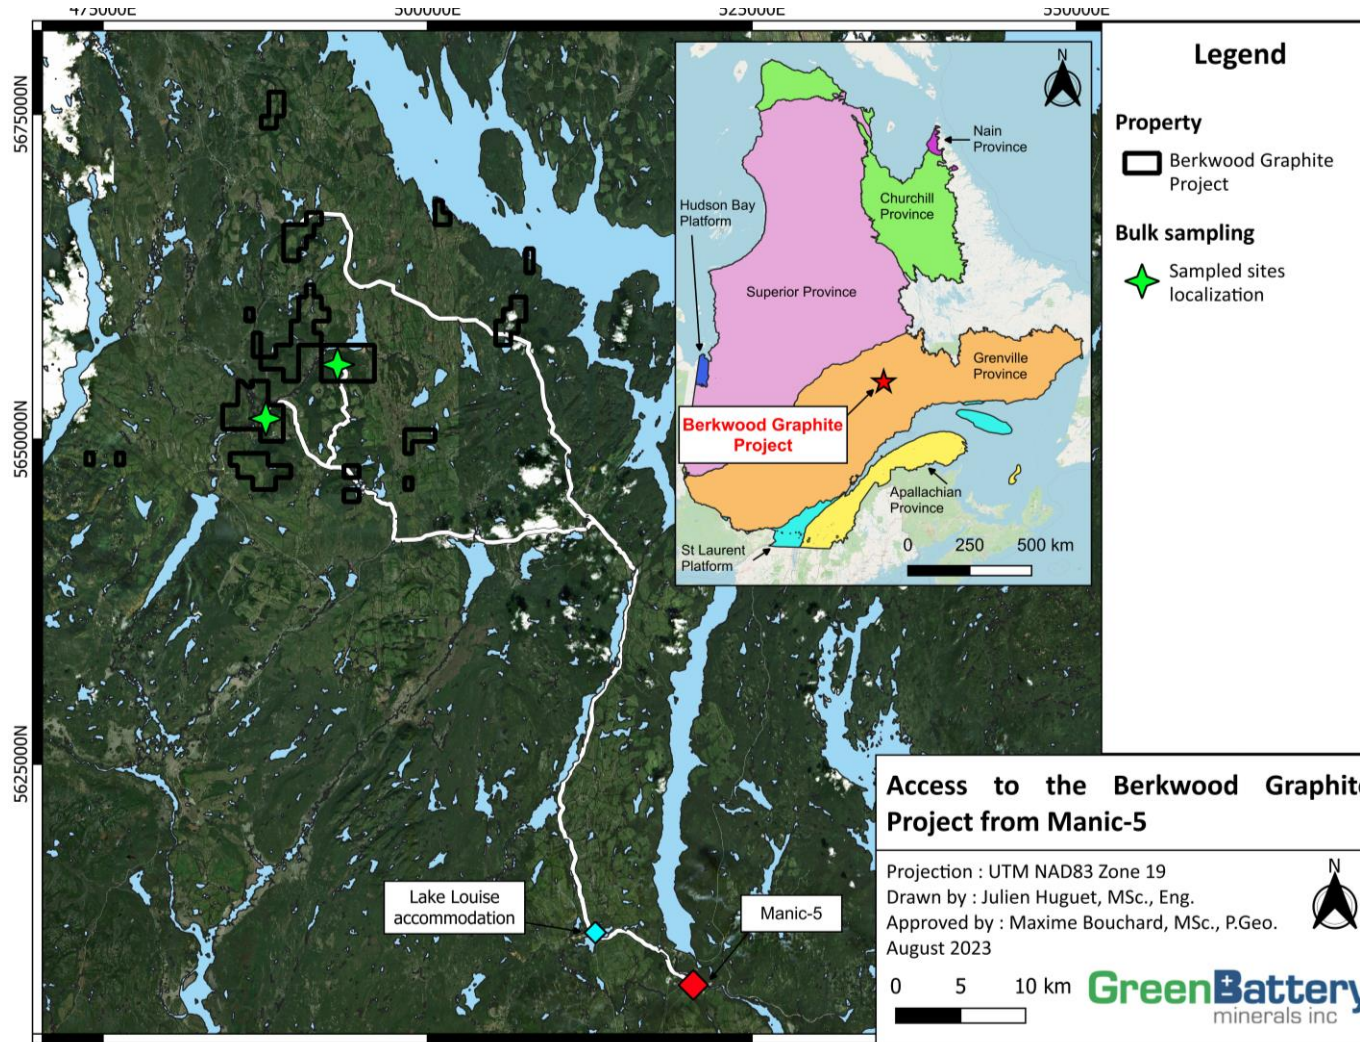 475000E
500000E
525000E
550000E
5675000N
5650000N
5625000N
N
Nain
Province
Hudson Bay
Platform
Churchill
Province
Superior Province
Grenville
Province
Berkwood Graphite
Project
Apallachian
Province
St Laurent
Platform
0 250 500 km
Lake Louise
accommodation
Manic-5
Legend
Property
Berkwood Graphite
Project
Bulk sampling
Sampled sites
localization
Access to the Berkwood Graphite
Project from Manic-5
Projection : UTM NAD83 Zone 19
Drawn by : Julien Huguet, MSc., Eng.
Approved by : Maxime Bouchard, MSc., P.Geo.
August 2023
N
0 5 10 km
GreenBattery
minerals inc